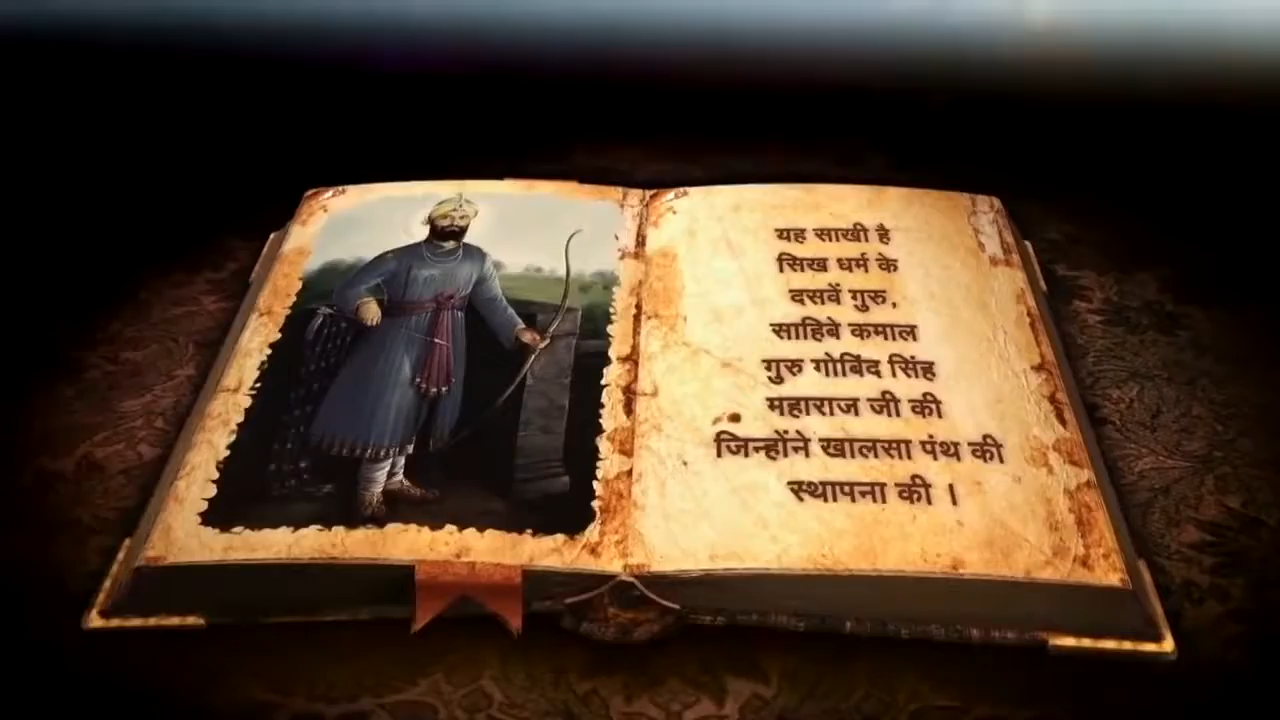 यह साखी है
सिख धर्म के
दसवें गुरु,
साहिबे कमाल
गुरु गोबिंद सिंह
महाराज जी की
जिन्होंने खालसा पंथ की
स्थापना की ।